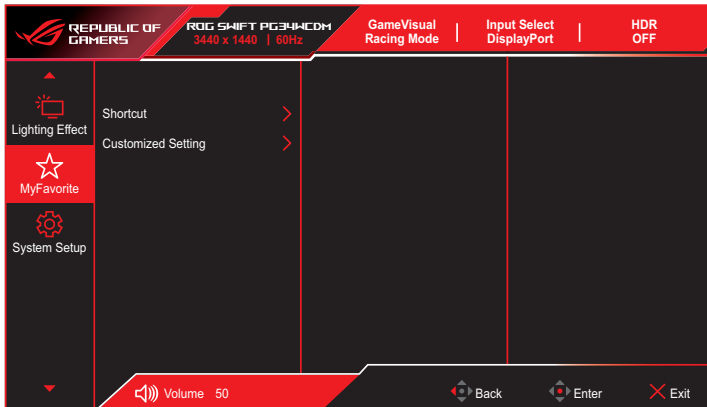 REPUBLIC OF
GAMERS
ROG SWIFT PG34WCDM
3440 x 1440 | 60Hz
GameVisual
Racing Mode
Input Select
DisplayPort
HDR
OFF
Lighting Effect
MyFavorite
System Setup
Shortcut
Customized Setting
Volume 50
Back
Enter
Exit